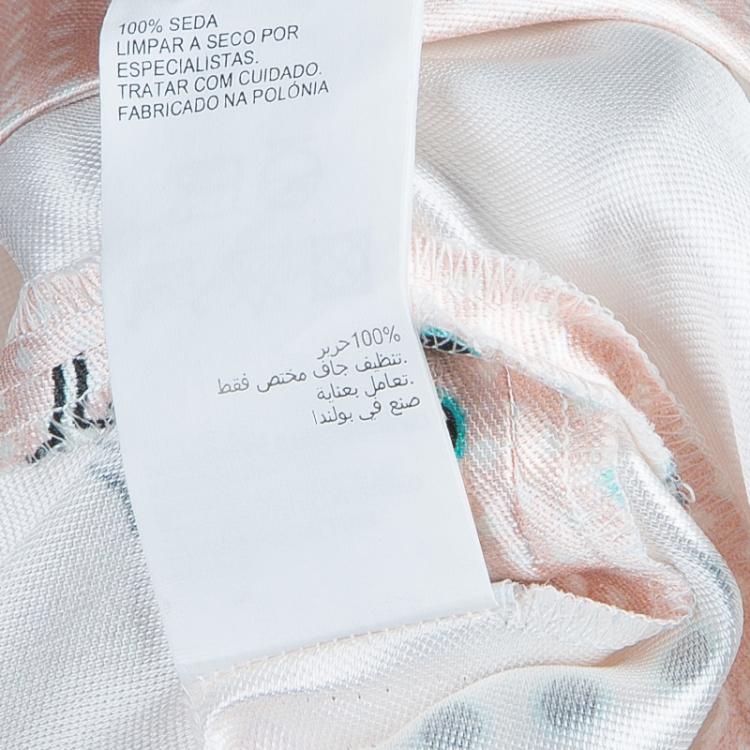 100% SEDA
LIMPAR A SECO POR
ESPECIALISTAS.
TRATAR COM CUIDADO.
FABRICADO NA POLÓNIA
100%حرير
تنظيف جاف مختص فقط.
تعامل بعناية.
صنع في بولندا